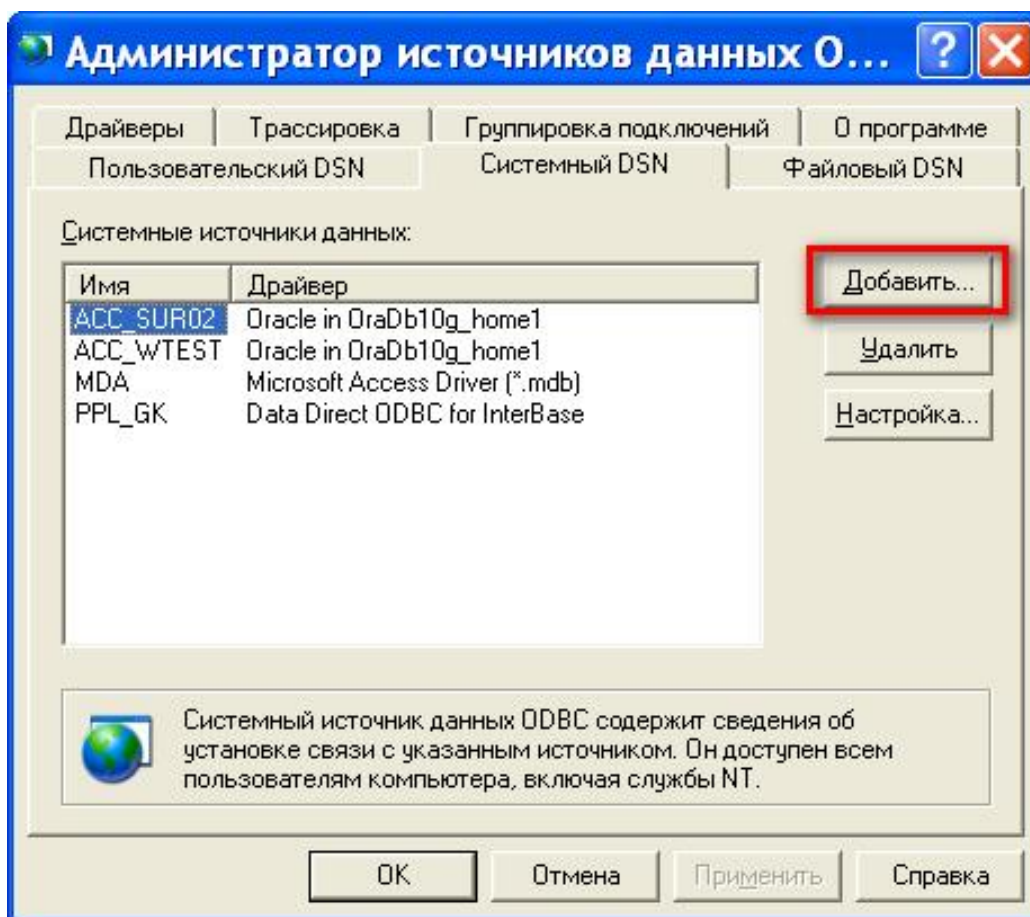 Администратор источников данных О...
Драйверы Трассировка Группировка подключений О программе
Пользовательский DSN Системный DSN Файловый DSN
Системные источники данных:
Имя Драйвер
ACC_SUR02 Oracle in OraDb10g_home1
ACC_WTEST Oracle in OraDb10g_home1
MDA Microsoft Access Driver (*.mdb)
PPL_GK Data Direct ODBC for InterBase
Добавить...
Удалить
Настройка...
Системный источник данных ODBC содержит сведения об
установке связи с указанным источником. Он доступен всем
пользователям компьютера, включая службы NT.
OK Отмена Применить Справка